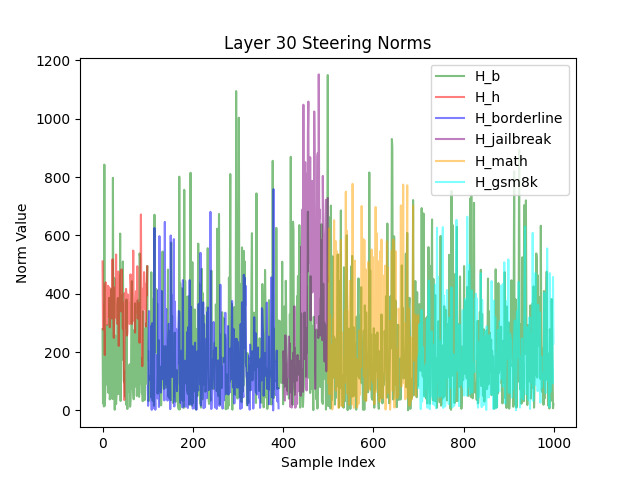 Layer 30 Steering Norms
H_b
H_h
H_borderline
H_jailbreak
H_math
H_gsm8k
1200
1000
800
600
400
200
0
Norm Value
0 200 400 600 800 1000
Sample Index